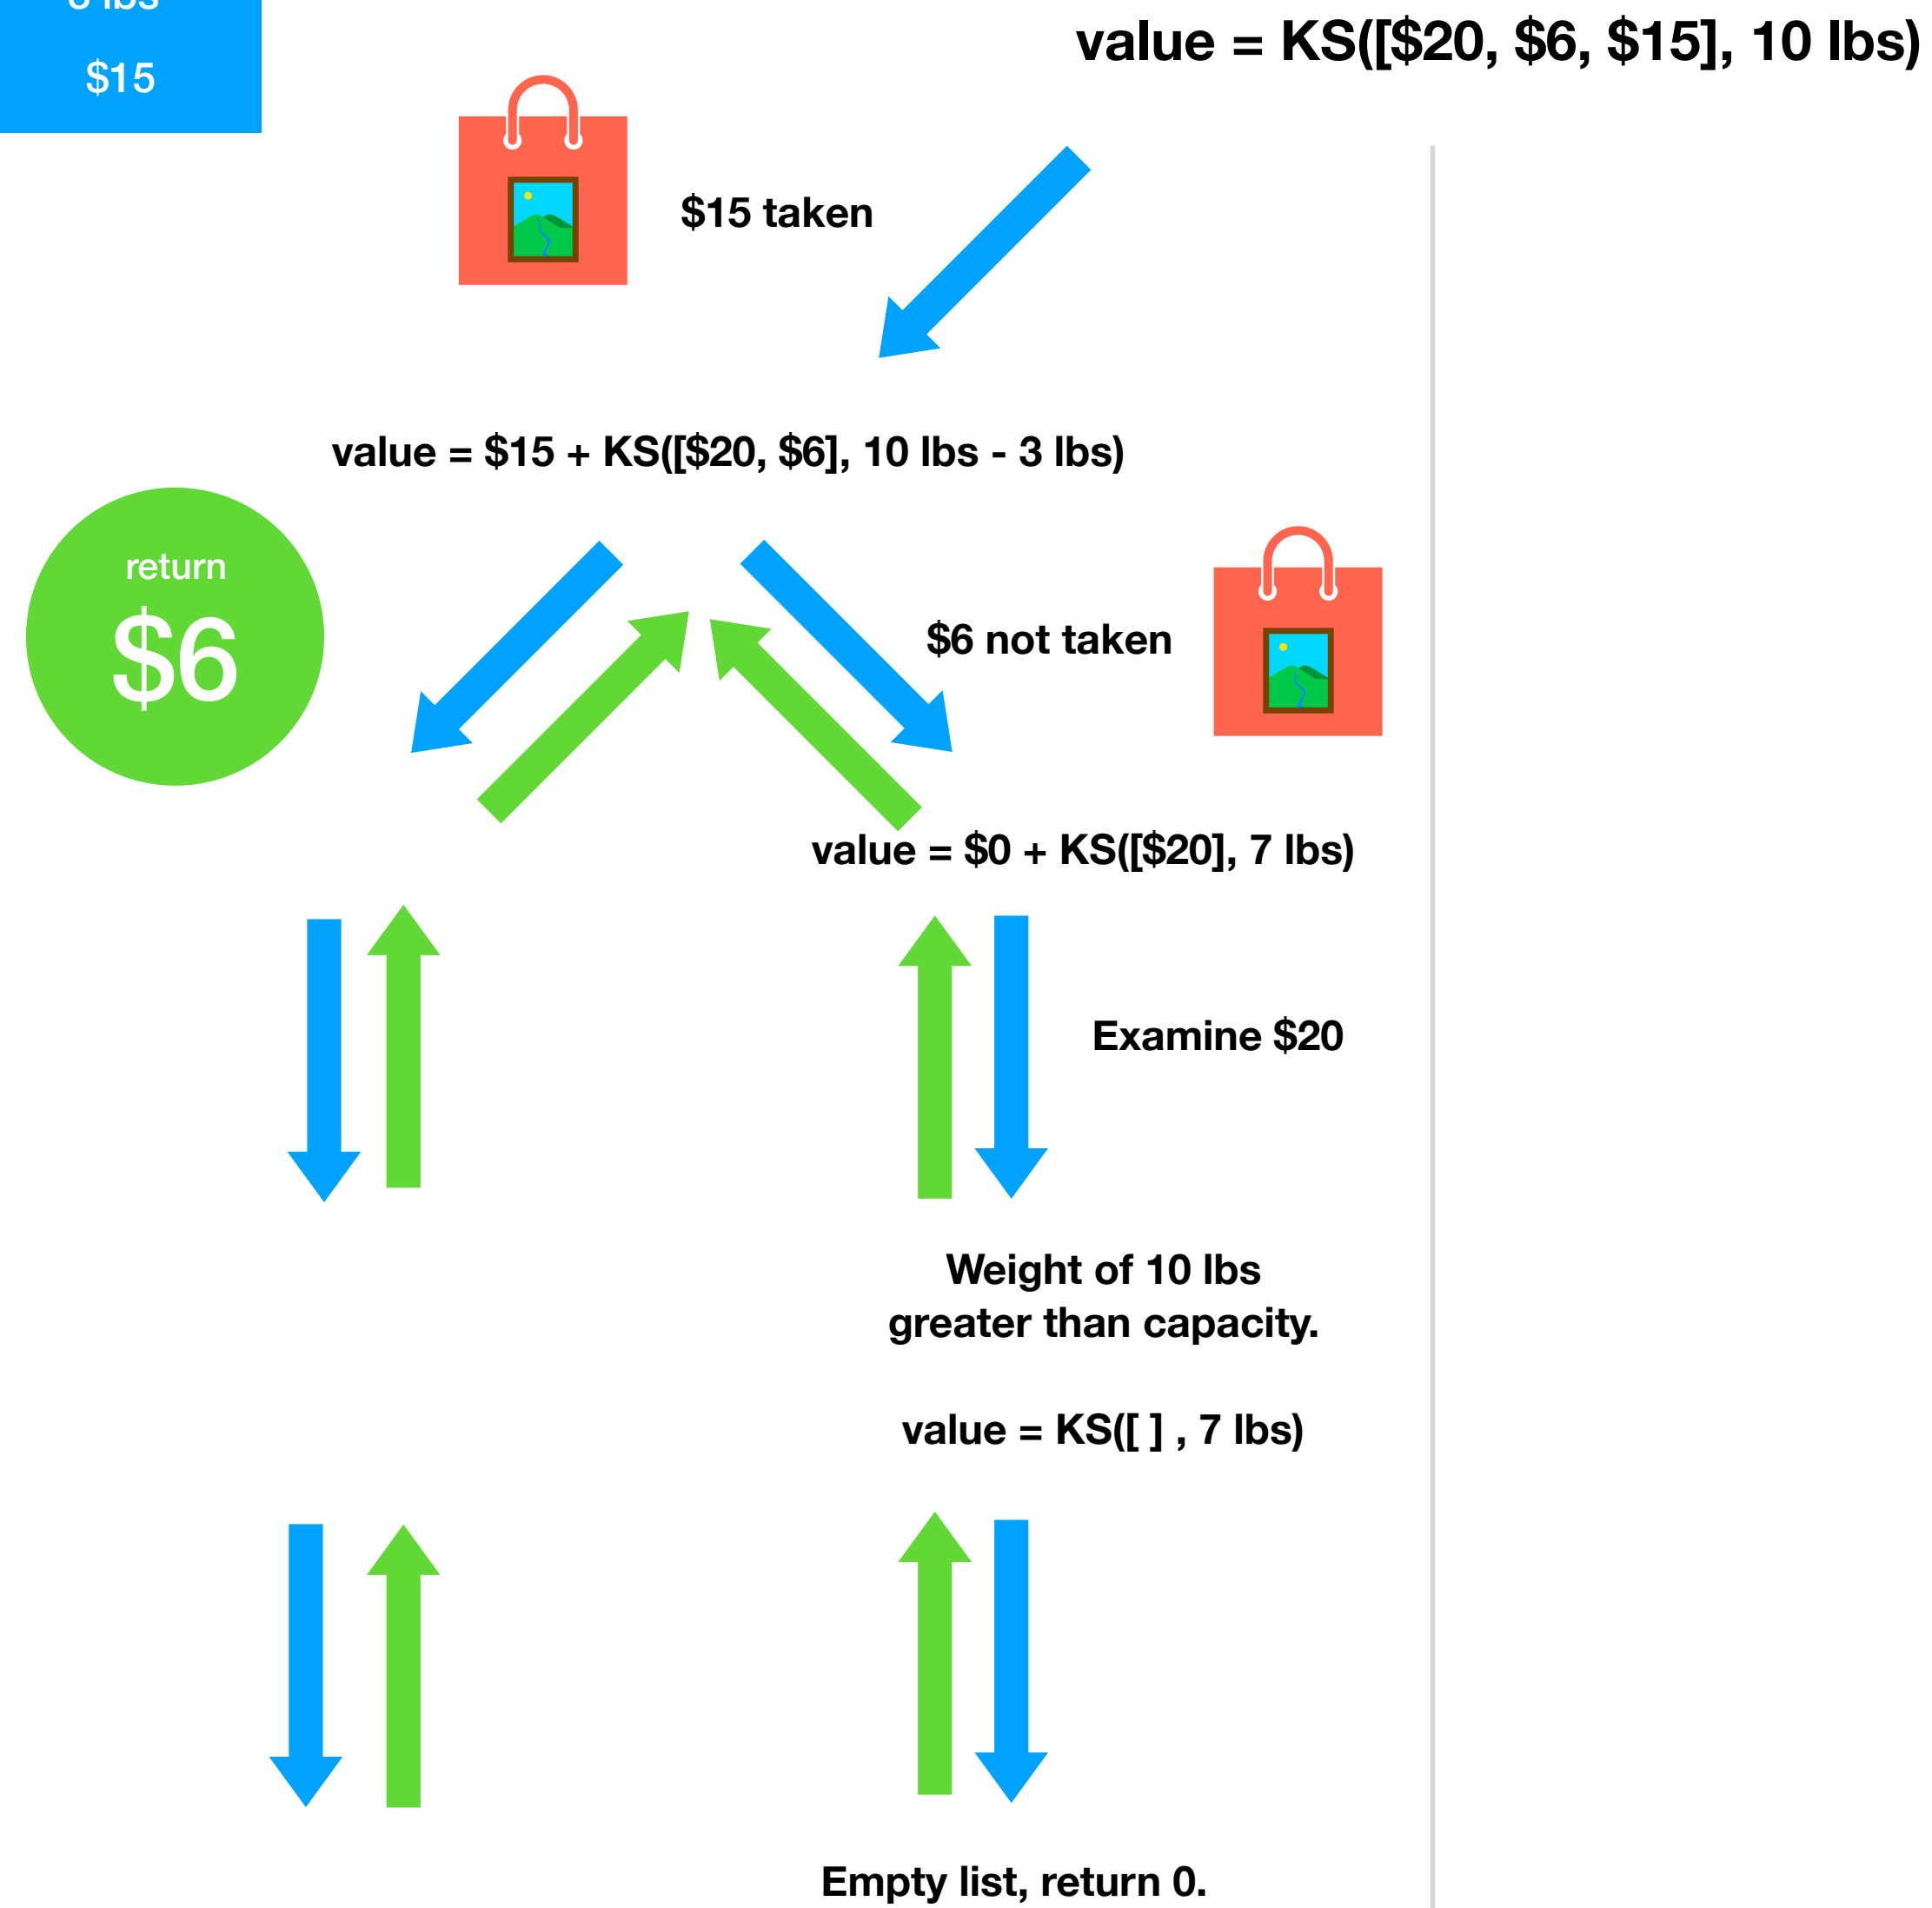 lbs
$15
value = KS([$20, $6, $15], 10 lbs)
$15 taken
value = $15 + KS([$20, $6], 10 lbs - 3 lbs)
return
$6
$6 not taken
value = $0 + KS([$20], 7 lbs)
Examine $20
Weight of 10 lbs
greater than capacity.
value = KS([ ] , 7 lbs)
Empty list, return 0.